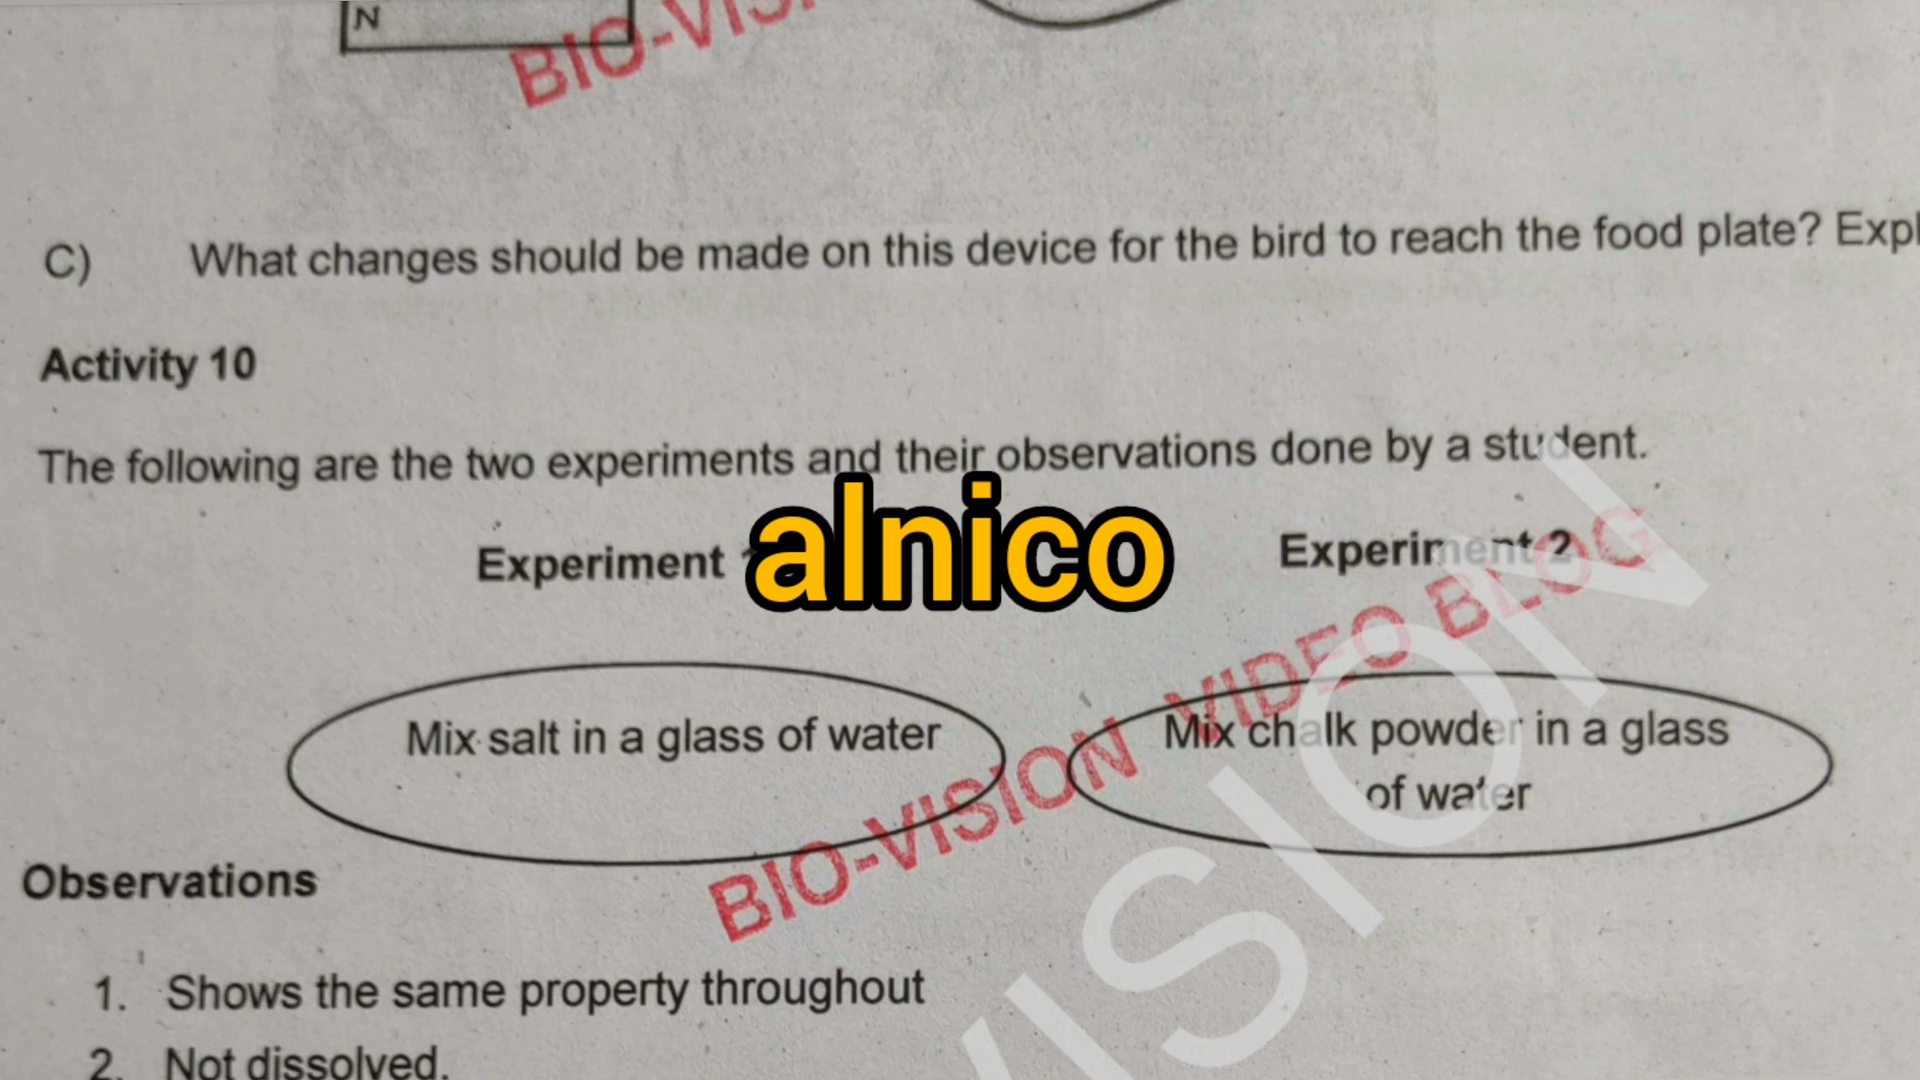 N
BIO-VIS
C) What changes should be made on this device for the bird to reach the food plate? Expl
Activity 10
The following are the two experiments and their observations done by a student.
Experiment
alnico
Experiment 2
Mix salt in a glass of water
Mix chalk powder in a glass
of water
BIO-VISION VIDEO BLOG
VISION
Observations
1. Shows the same property throughout
2. Not dissolved.